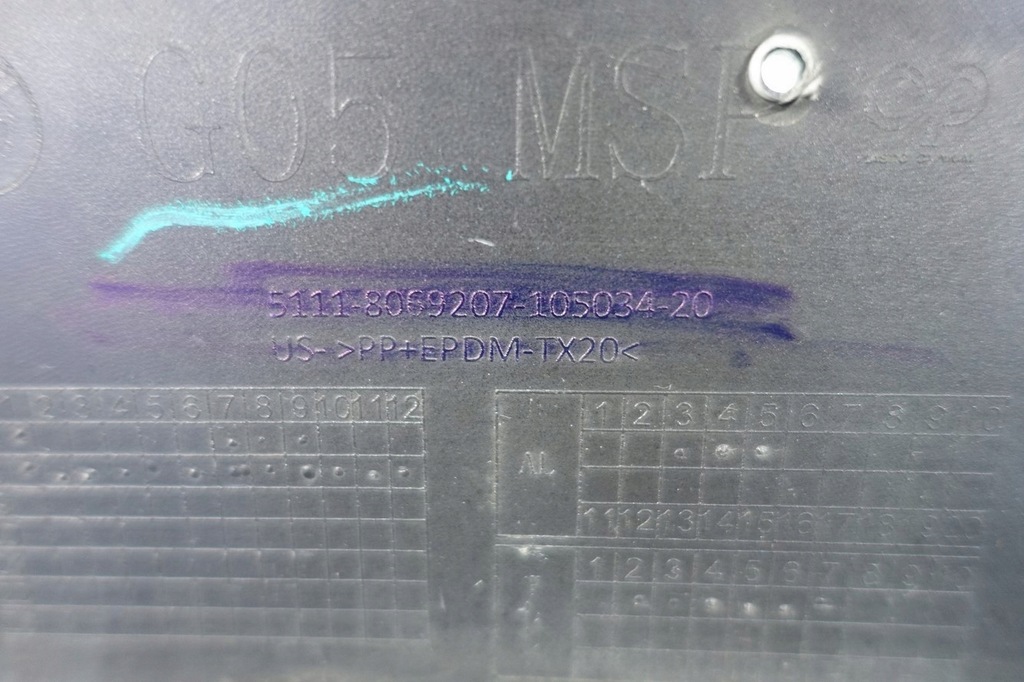 G05 MSP
5111-8069207-105034-20
US- >PP+EPDM-TX20<
1 2 3 4 5 6 7 8 9 10 11 12
1 2 3 4 5 6 7 8 9 10
AL
11 12 13 14 15 16 17 18 19 20
1 2 3 4 5 6 7 8 9 10